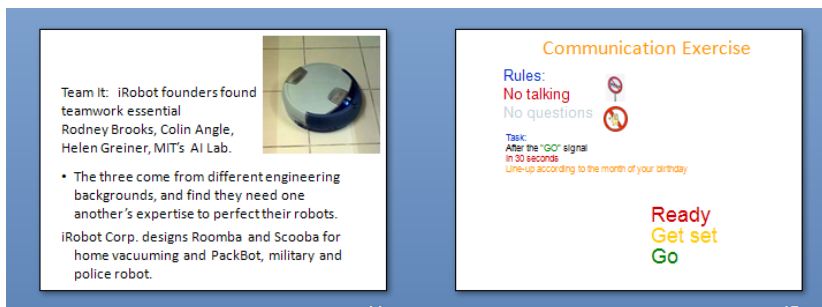 Team It: iRobot founders found
teamwork essential
Rodney Brooks, Colin Angle,
Helen Greiner, MIT's AI Lab.
• The three come from different engineering
backgrounds, and find they need one
another's expertise to perfect their robots.
iRobot Corp. designs Roomba and Scooba for
home vacuuming and PackBot, military and
police robot.
Communication Exercise
Rules:
No talking
No questions
Task:
After the "GO" signal
In 30 seconds
Line-up according to the month of your birthday
Ready
Get set
Go